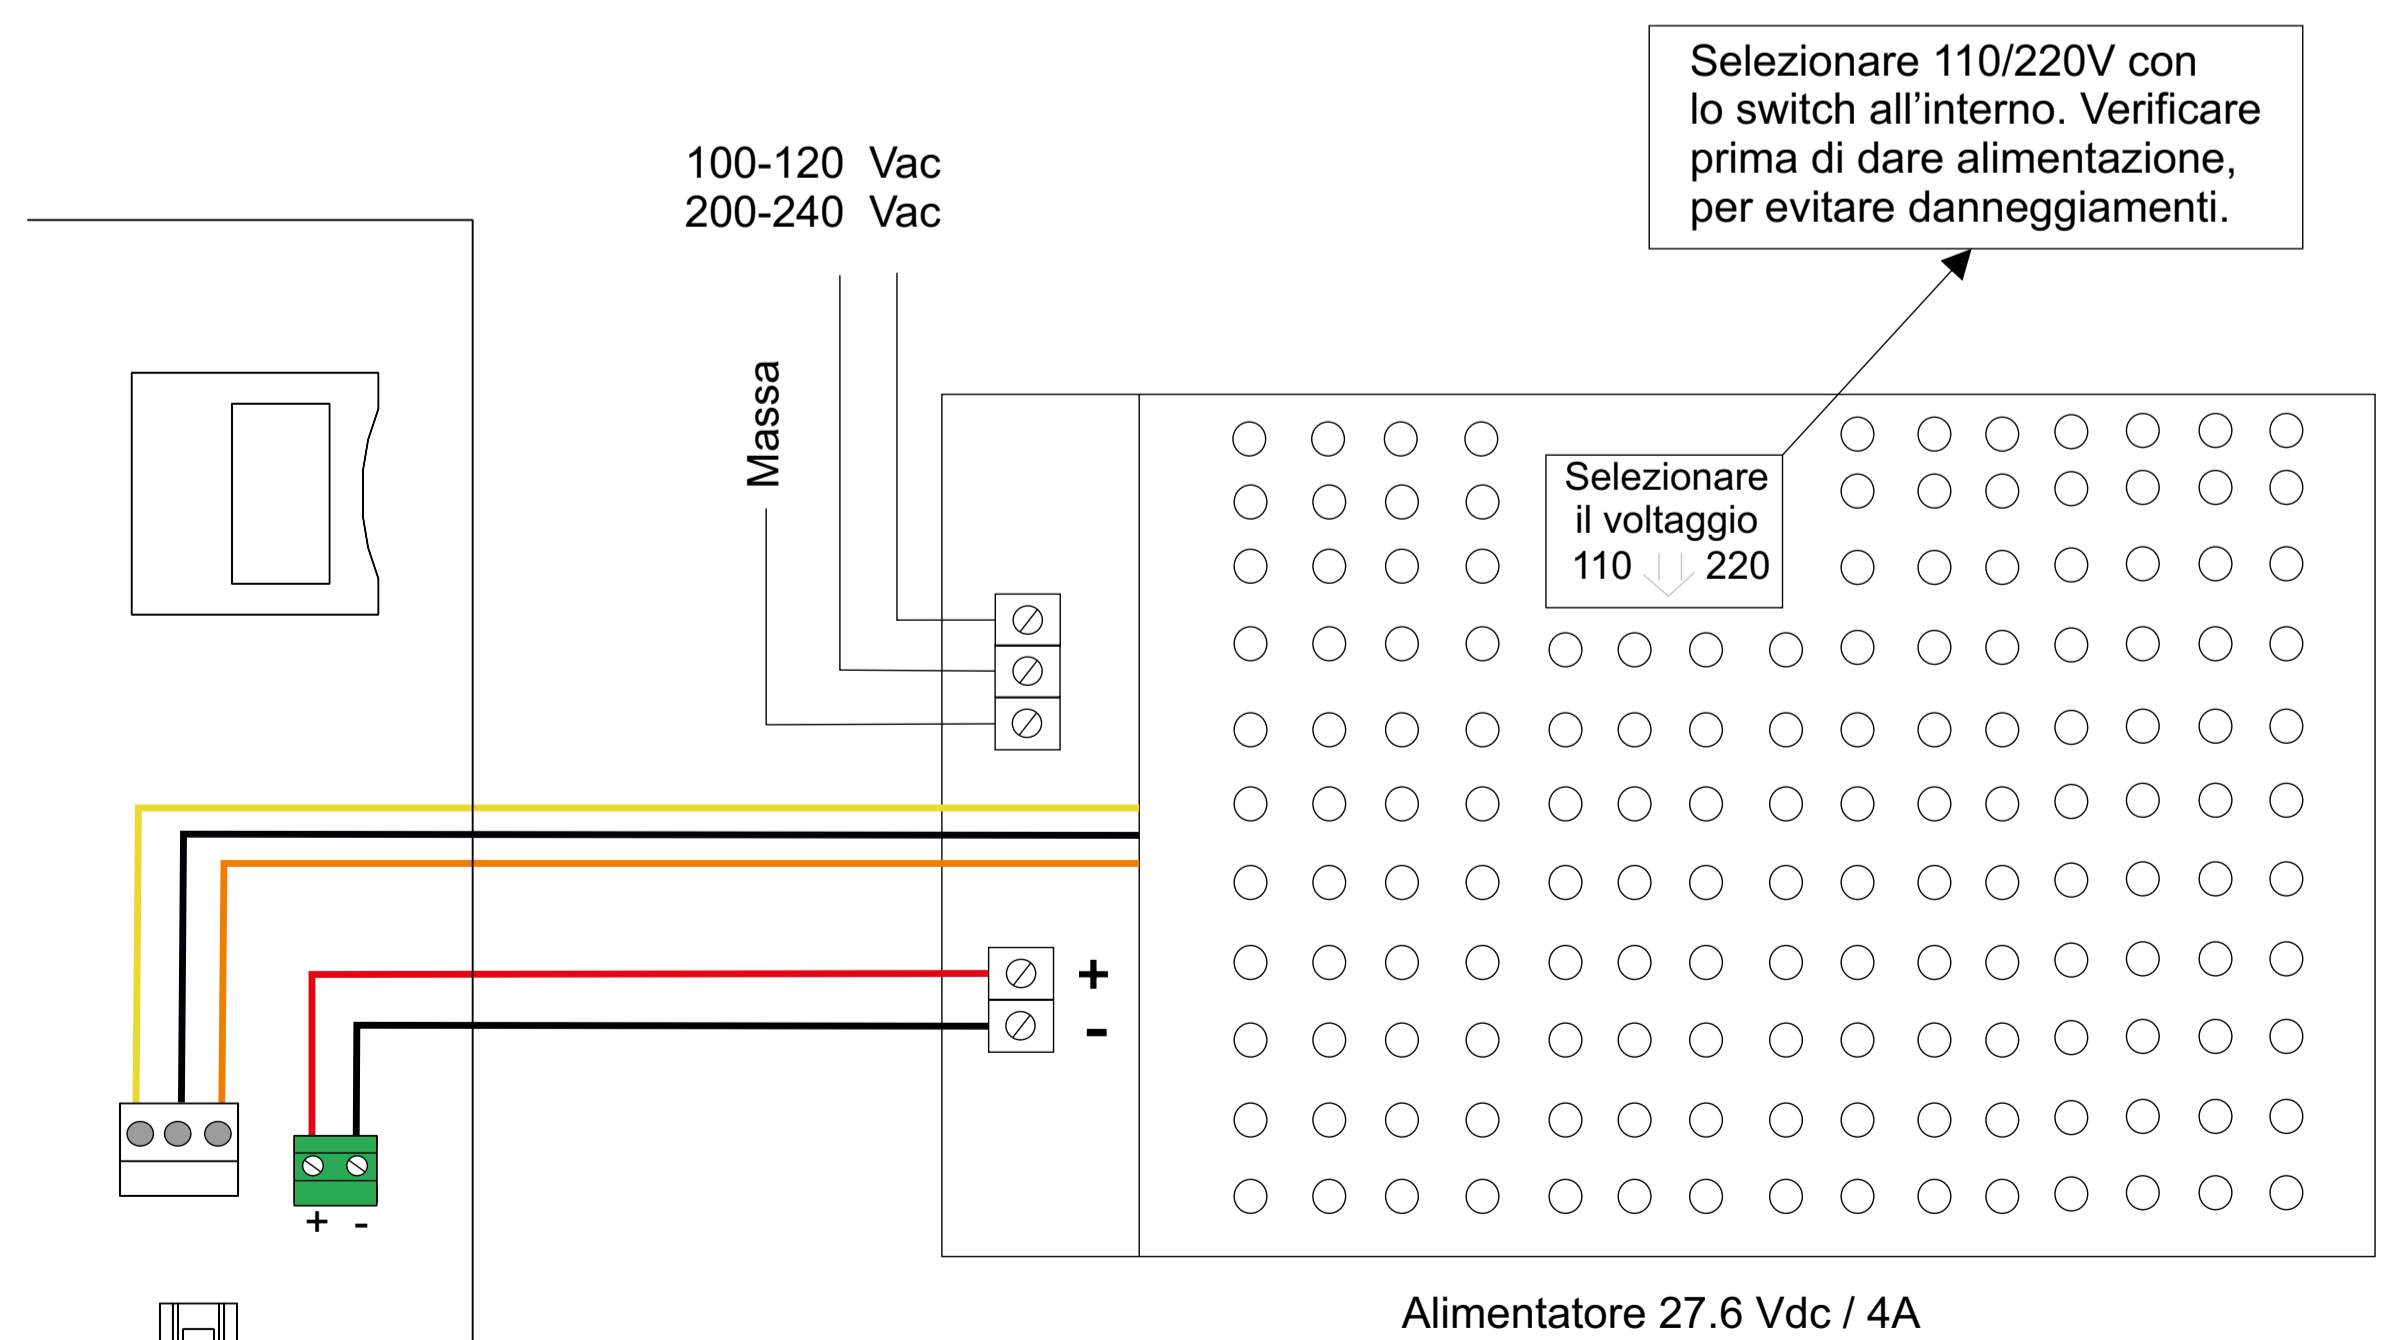 Selezionare 110/220V con
lo switch all'interno. Verificare
prima di dare alimentazione,
per evitare danneggiamenti.
100-120 Vac
200-240 Vac
Massa
Selezionare
il voltaggio
110 220
+
-
+ -
Alimentatore 27.6 Vdc / 4A